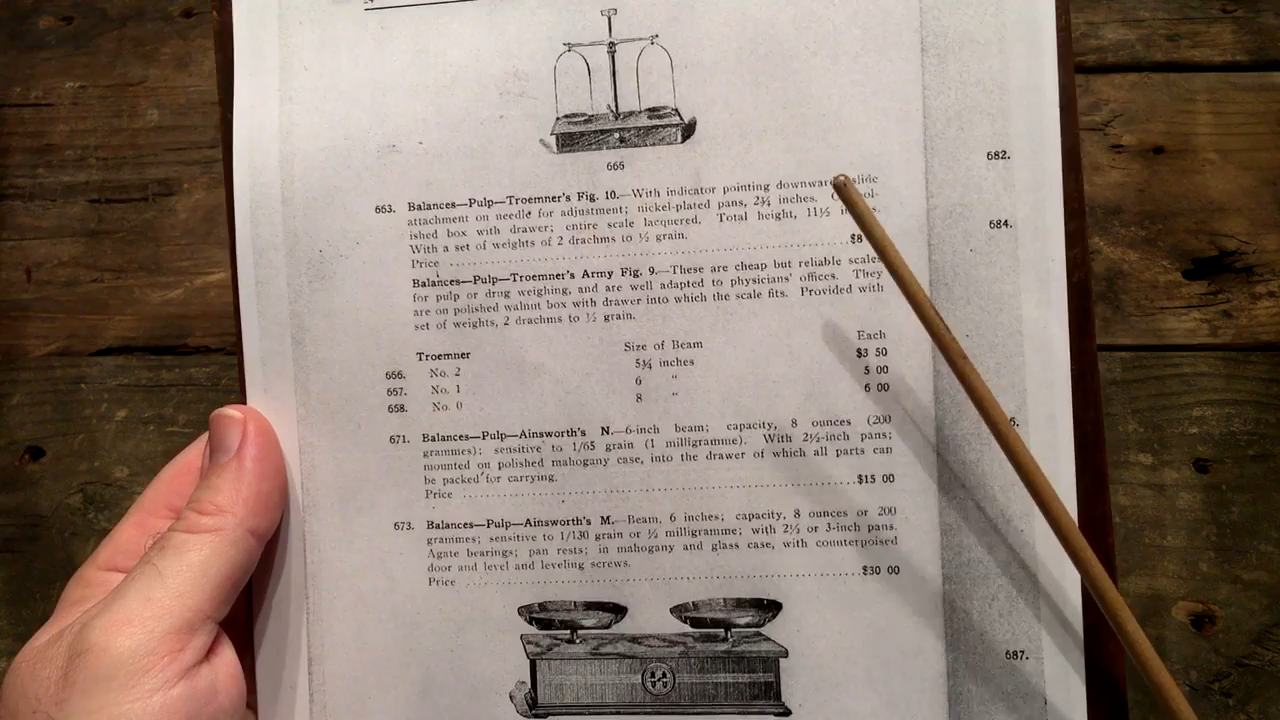 665
663. Balances—Pulp—Troemner's Fig. 10.—With indicator pointing downward slide
attachment on needle for adjustment; nickel-plated pans, 2¼ inches.
ished box with drawer; entire scale lacquered. Total height, 11½
With a set of weights of 2 drachms to ½ grain.
Price ........ $8
Balances—Pulp—Troemner's Army Fig. 9.—These are cheap but reliable scales
for pulp or drug weighing, and are well adapted to physicians' offices. They
are on polished walnut box with drawer into which the scale fits. Provided with
set of weights, 2 drachms to ½ grain.
Troemner Size of Beam Each
666. No. 2 5¼ inches $3 50
657. No. 1 6 " 5 00
658. No. 0 8 " 6 00
671. Balances—Pulp—Ainsworth's N.—6-inch beam; capacity, 8 ounces (200
grammes); sensitive to 1/65 grain (1 milligramme). With 2½-inch pans;
mounted on polished mahogany case, into the drawer of which all parts can
be packed for carrying.
Price ........ $15 00
673. Balances—Pulp—Ainsworth's M.—Beam, 6 inches; capacity, 8 ounces or 200
grammes; sensitive to 1/130 grain or ½ milligramme; with 2½ or 3-inch pans.
Agate bearings; pan rests; in mahogany and glass case, with counterpoised
door and level and leveling screws.
Price ........ $30 00
682.
684.
687.